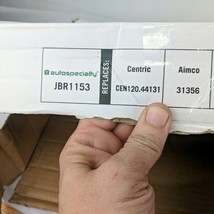 autospecialty
JBR1153
REPLACES:
Centric
CEN120.44131
Aimco
31356